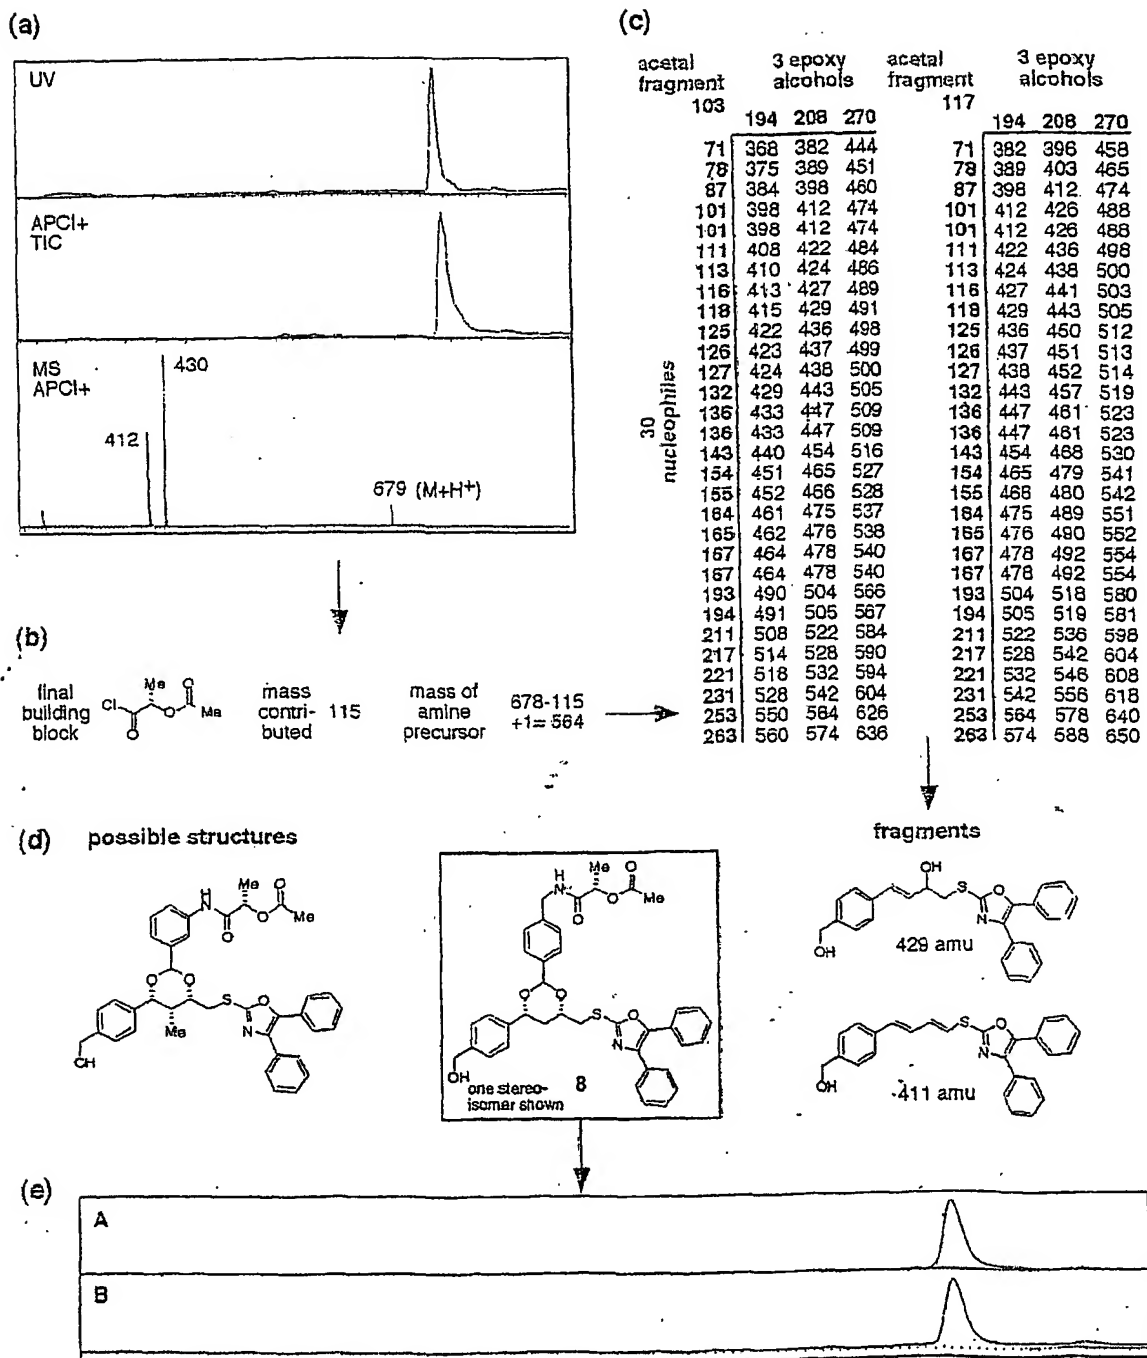 (a)
UV
APCI+
TIC
MS
APCI+
430
412
679 (M+H⁺)
(b)
final
building
block
Cl
O
Me
O
O
Me
mass
contri-
buted
115
mass of
amine
precursor
678-115
+1= 564
(c)
acetal
fragment
103
3 epoxy
alcohols
194 208 270
30
nucleophiles
71 368 382 444
78 375 389 451
87 384 398 460
101 398 412 474
101 398 412 474
111 408 422 484
113 410 424 486
116 413 427 489
118 415 429 491
125 422 436 498
126 423 437 499
127 424 438 500
132 429 443 505
136 433 447 509
136 433 447 509
143 440 454 516
154 451 465 527
155 452 466 528
164 461 475 537
165 462 476 538
167 464 478 540
167 464 478 540
193 490 504 566
194 491 505 567
211 508 522 584
217 514 528 590
221 518 532 594
231 528 542 604
253 550 564 626
263 560 574 636
acetal
fragment
117
3 epoxy
alcohols
194 208 270
71 382 396 458
78 389 403 465
87 398 412 474
101 412 426 488
101 412 426 488
111 422 436 498
113 424 438 500
116 427 441 503
118 429 443 505
125 436 450 512
126 437 451 513
127 438 452 514
132 443 457 519
136 447 461 523
136 447 461 523
143 454 468 530
154 465 479 541
155 468 480 542
164 475 489 551
165 476 490 552
167 478 492 554
167 478 492 554
193 504 518 580
194 505 519 581
211 522 536 598
217 528 542 604
221 532 546 608
231 542 556 618
253 564 578 640
263 574 588 650
(d)
possible structures
H
N
Me
O
O
O
Me
O
O
S
O
N
Me
OH
H
N
Me
O
O
O
Me
O
O
S
O
N
OH
one stereo-
isomer shown
8
fragments
OH
S
O
N
OH
429 amu
S
O
N
OH
411 amu
(e)
A
B